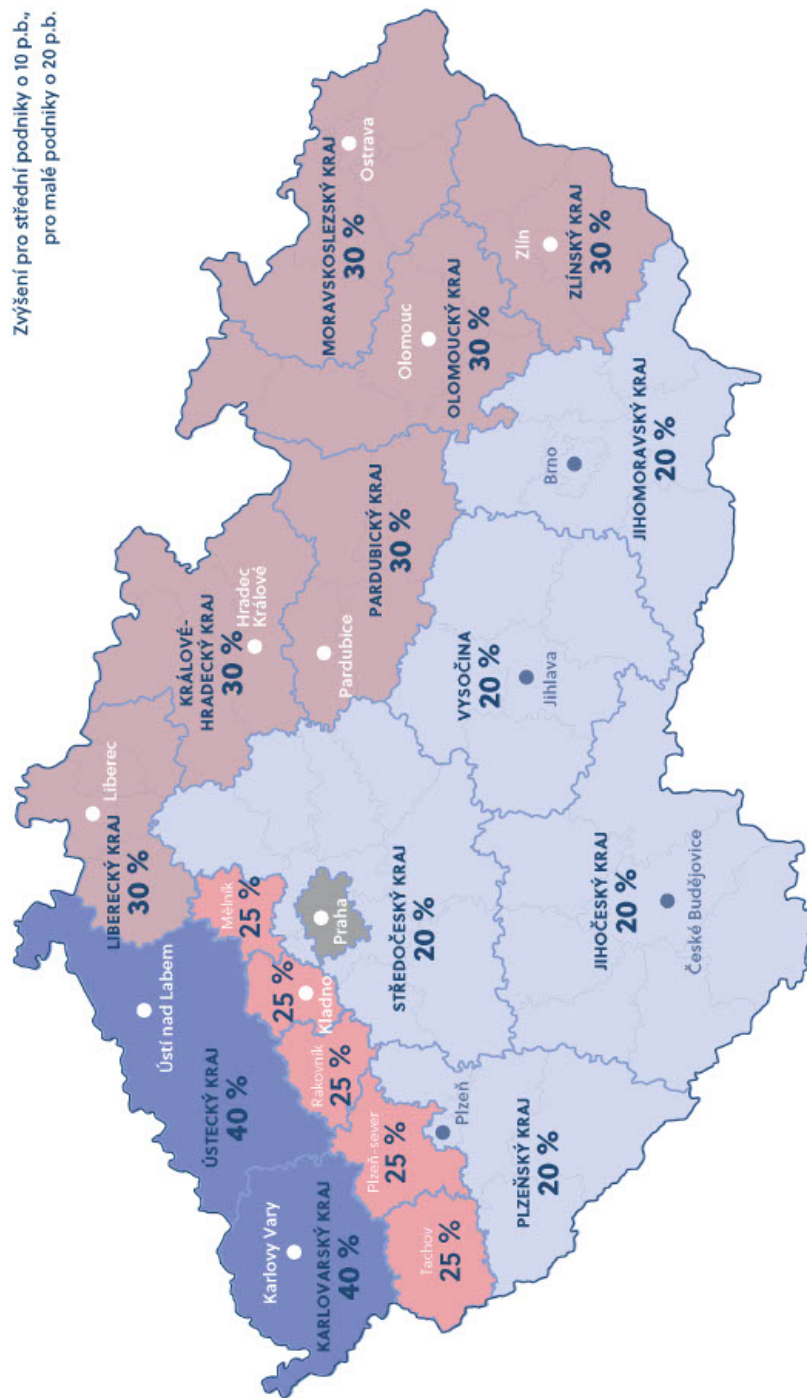 Zvýšení pro střední podniky o 10 p.b.,
pro malé podniky o 20 p.b.
Liberec
LIBERECKÝ KRAJ
30 %
Ústí nad Labem
ÚSTECKÝ KRAJ
40 %
Karlovy Vary
KARLOVARSKÝ KRAJ
40 %
KRÁLOVÉ-
HRADECKÝ KRAJ
30 %
Hradec
Králové
Mělník
25 %
25 %
Kladno
Rakovník
25 %
Plzeň-sever
25 %
Tachov
25 %
Praha
STŘEDOČESKÝ KRAJ
20 %
Pardubice
PARDUBICKÝ KRAJ
30 %
MORAVSKOSLEZSKÝ KRAJ
30 %
Ostrava
Olomouc
OLOMOUCKÝ KRAJ
30 %
Zlín
ZLÍNSKÝ KRAJ
30 %
Plzeň
PLZEŇSKÝ KRAJ
20 %
JIHOČESKÝ KRAJ
20 %
České Budějovice
VYSOČINA
20 %
Jihlava
Brno
JIHOMORAVSKÝ KRAJ
20 %